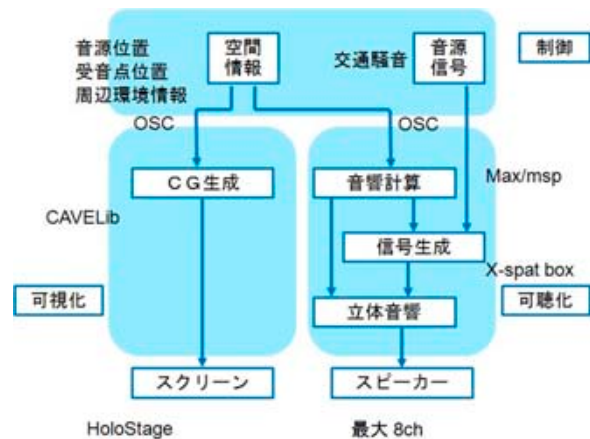 音源位置
受音点位置
周辺環境情報
空間
情報
交通騒音
音源
信号
制御
OSC
OSC
CG生成
音響計算
Max/msp
CAVELib
信号生成
X-spat box
可視化
立体音響
可聴化
スクリーン
スピーカー
HoloStage
最大 8ch